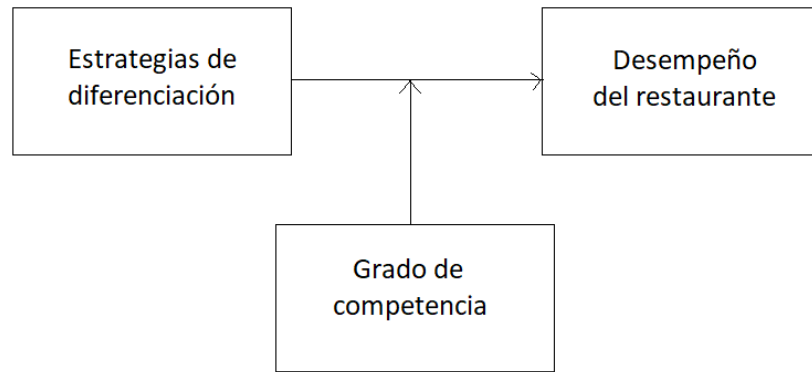 Estrategias de
diferenciación
Desempeño
del restaurante
Grado de
competencia